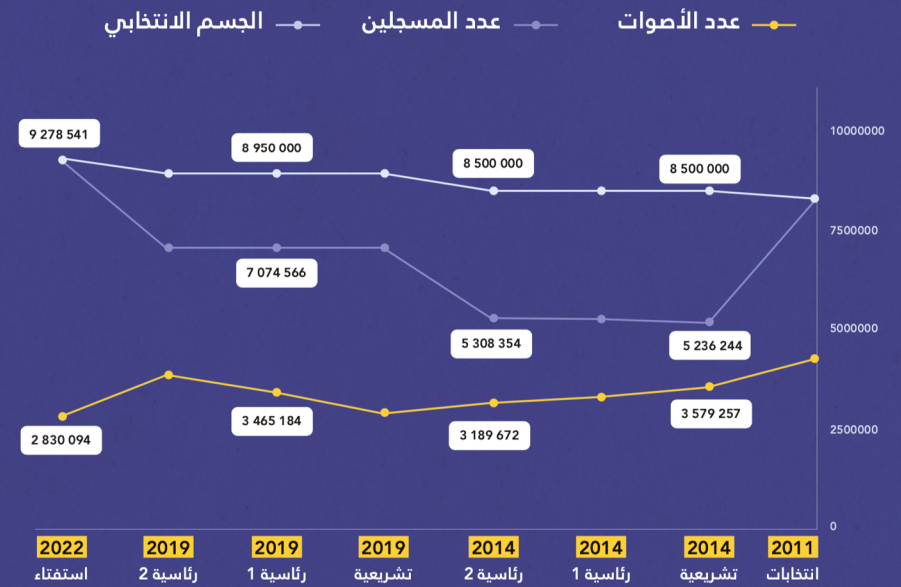 عدد الأصوات
عدد المسجلين
الجسم الانتخابي
10000000
7500000
5000000
2500000
0
8 500 000
8 500 000
8 950 000
9 278 541
5 236 244
5 308 354
7 074 566
3 579 257
3 189 672
3 465 184
2 830 094
2011
انتخابات
2014
تشريعية
2014
رئاسية 1
2014
رئاسية 2
2019
تشريعية
2019
رئاسية 1
2019
رئاسية 2
2022
استفتاء